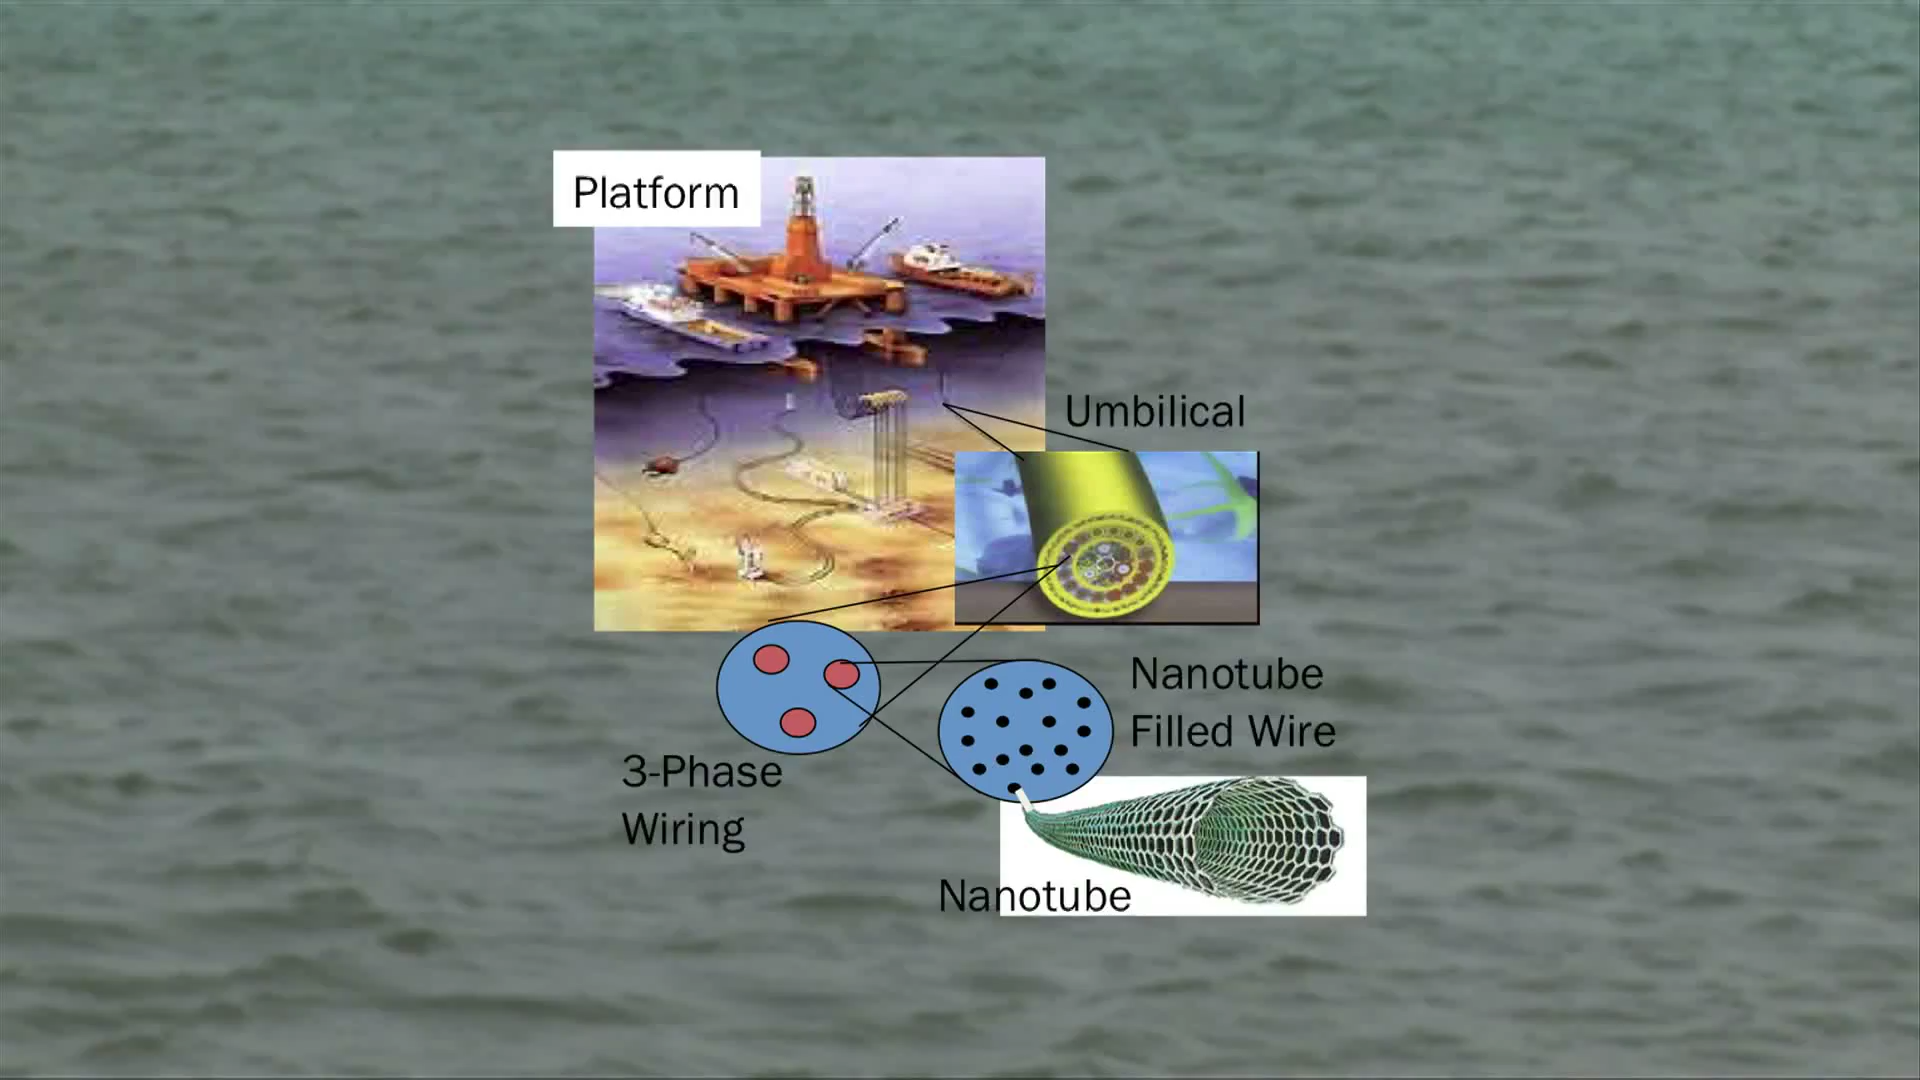 Platform
Umbilical
Nanotube
Filled Wire
3-Phase
Wiring
Nanotube